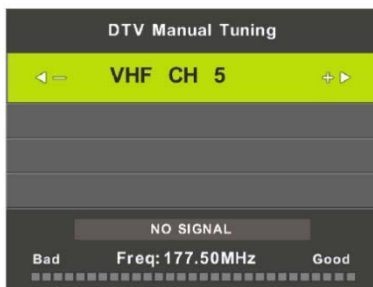 DTV Manual Tuning
VHF CH 5
NO SIGNAL
Bad Freq:177.50MHz Good